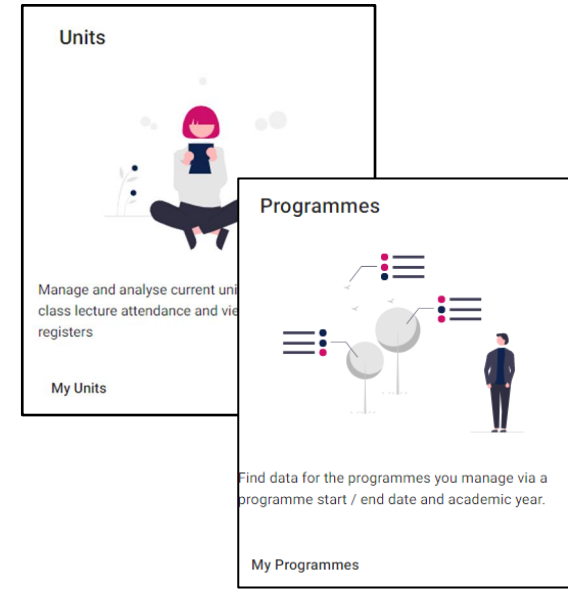 Units
Manage and analyse current uni
class lecture attendance and vie
registers
My Units
Programmes
Find data for the programmes you manage via a
programme start / end date and academic year.
My Programmes